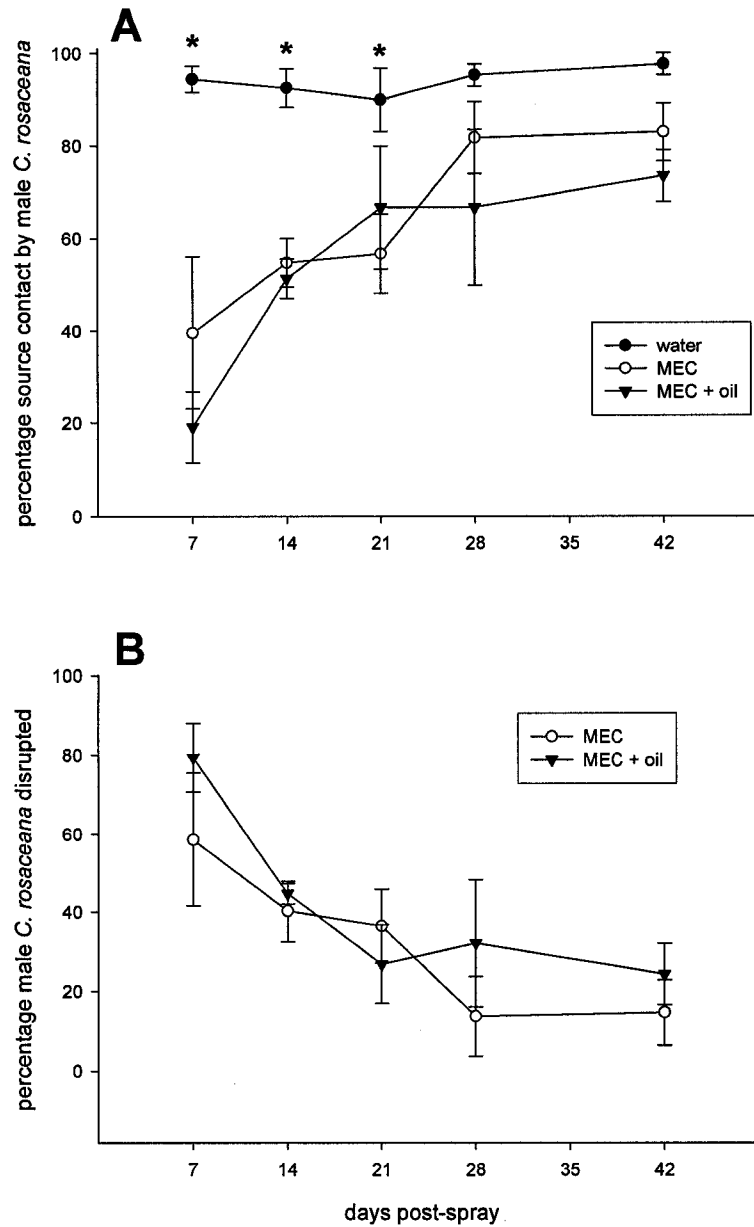 A
* * *
percentage source contact by male C. rosaceana
100
80
60
40
20
0
water
MEC
MEC + oil
7 14 21 28 35 42
B
percentage male C. rosaceana disrupted
100
80
60
40
20
0
MEC
MEC + oil
7 14 21 28 35 42
days post-spray